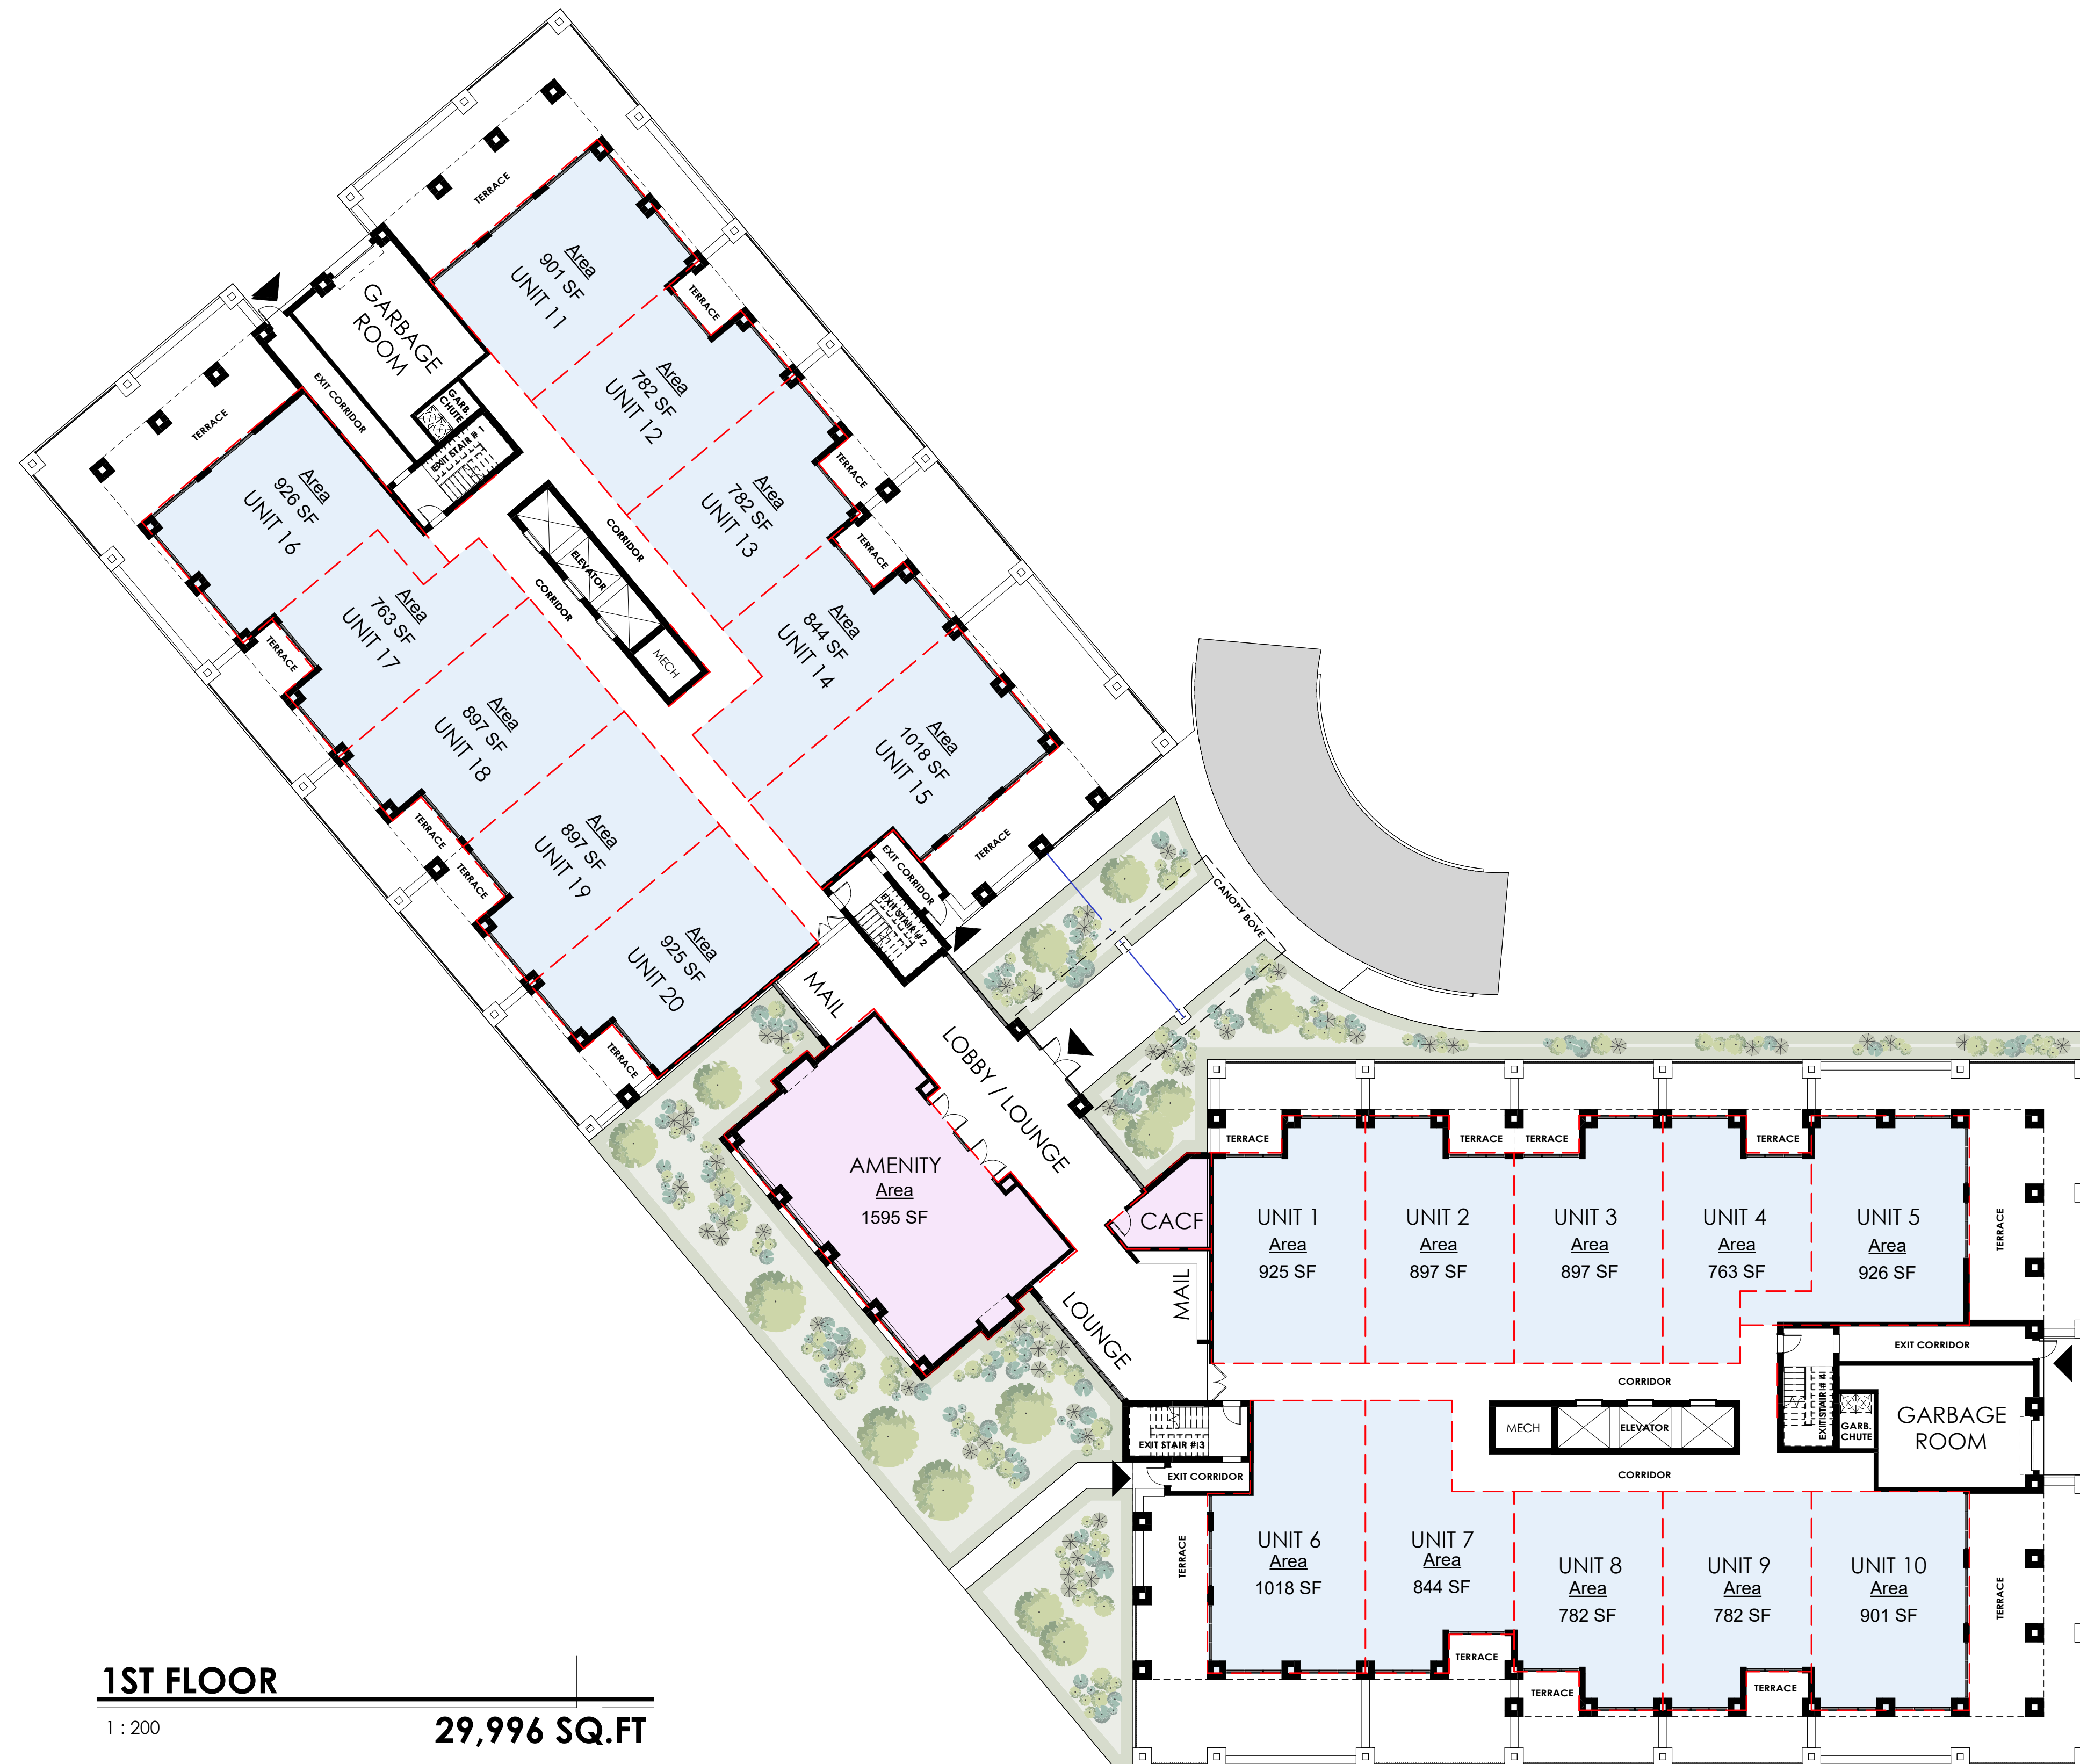 TERRACE
Area
901 SF
UNIT 11
TERRACE
GARBAGE
ROOM
EXIT CORRIDOR
GARB.
CHUTE
EXIT STAIR # 1
Area
782 SF
UNIT 12
TERRACE
TERRACE
Area
926 SF
UNIT 16
Area
782 SF
UNIT 13
CORRIDOR
ELEVATOR
CORRIDOR
MECH
TERRACE
Area
763 SF
UNIT 17
TERRACE
Area
844 SF
UNIT 14
Area
897 SF
UNIT 18
Area
1018 SF
UNIT 15
TERRACE
TERRACE
TERRACE
Area
897 SF
UNIT 19
EXIT CORRIDOR
EXIT STAIR # 2
CANOPY BOVE
Area
925 SF
UNIT 20
TERRACE
MAIL
LOBBY / LOUNGE
AMENITY
Area
1595 SF
CACF
MAIL
LOUNGE
TERRACE
TERRACE
TERRACE
TERRACE
UNIT 1
Area
925 SF
UNIT 2
Area
897 SF
UNIT 3
Area
897 SF
UNIT 4
Area
763 SF
UNIT 5
Area
926 SF
TERRACE
EXIT CORRIDOR
CORRIDOR
MECH
ELEVATOR
EXIT STAIR # 4
GARB.
CHUTE
GARBAGE
ROOM
EXIT STAIR # 3
EXIT CORRIDOR
CORRIDOR
TERRACE
UNIT 6
Area
1018 SF
UNIT 7
Area
844 SF
UNIT 8
Area
782 SF
UNIT 9
Area
782 SF
UNIT 10
Area
901 SF
TERRACE
TERRACE
TERRACE
TERRACE
1ST FLOOR
1 : 200
29,996 SQ.FT